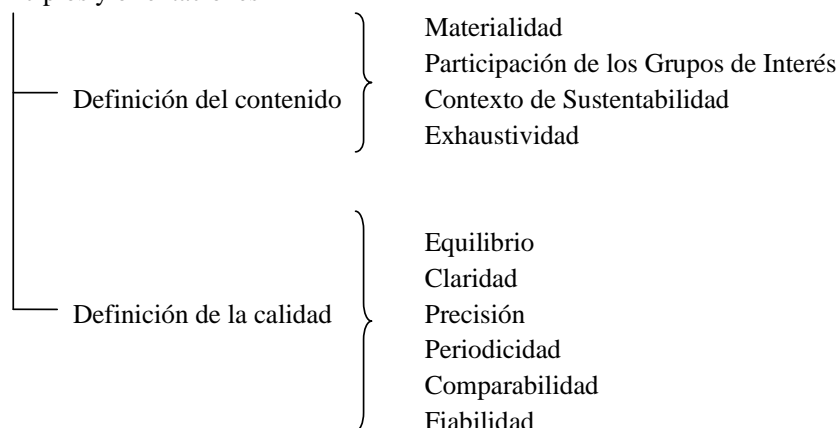 Definición del contenido
Materialidad
Participación de los Grupos de Interés
Contexto de Sustentabilidad
Exhaustividad
Definición de la calidad
Equilibrio
Claridad
Precisión
Periodicidad
Comparabilidad
Fiabilidad